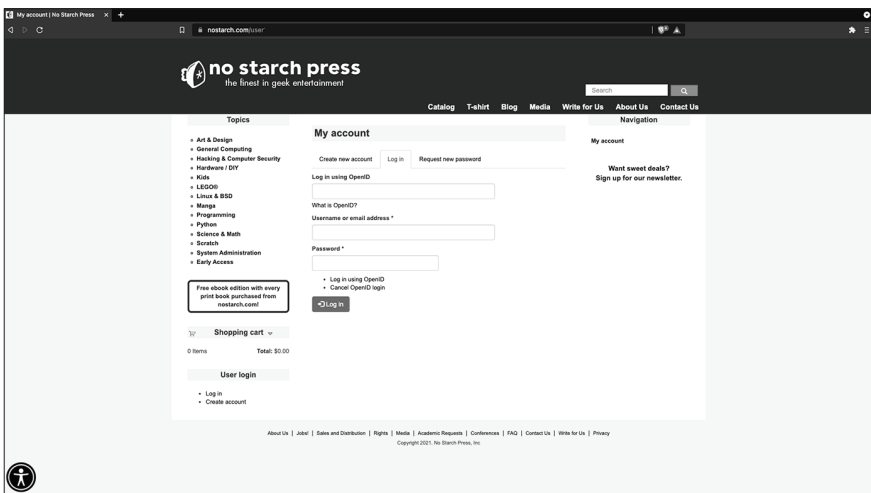 My account | No Starch Press
nostarch.com/user
no starch press
the finest in geek entertainment
Search
Catalog T-shirt Blog Media Write for Us About Us Contact Us
Topics
Art & Design
General Computing
Hacking & Computer Security
Hardware / DIY
Kids
LEGO®
Linux & BSD
Manga
Programming
Python
Science & Math
Scratch
System Administration
Early Access
Free ebook edition with every
print book purchased from
nostarch.com!
Shopping cart
0 Items Total: $0.00
User login
Log in
Create account
My account
Create new account Log in Request new password
Log in using OpenID
What is OpenID?
Username or email address *
Password *
Log in using OpenID
Cancel OpenID login
Log in
Navigation
My account
Want sweet deals?
Sign up for our newsletter.
About Us | Jobs! | Sales and Distribution | Rights | Media | Academic Requests | Conferences | FAQ | Contact Us | Write for Us | Privacy
Copyright 2021. No Starch Press, Inc